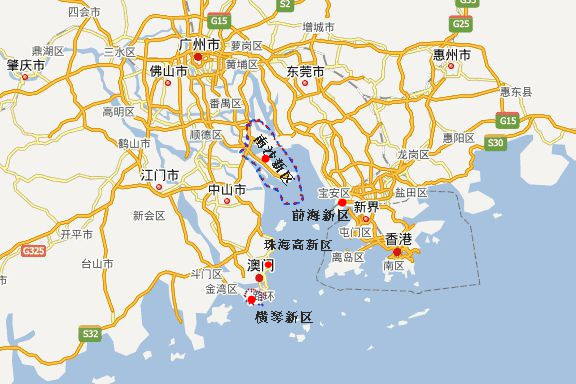 四会市
G15
增城市
G35
G25
鼎湖区
三水区
广州市
萝岗区
惠州市
肇庆市
佛山市
黄埔区
东莞市
惠东县
高明区
番禺区
G15
鹤山市
顺德区
南沙新区
惠阳区
S30
龙岗区
江门市
中山市
宝安区
盐田区
新会区
前海新区
新界
开平市
屯门区
香港
G325
珠海高新区
台山市
斗门区
澳门
离岛区
南区
金湾区
路环
横琴新区
S32